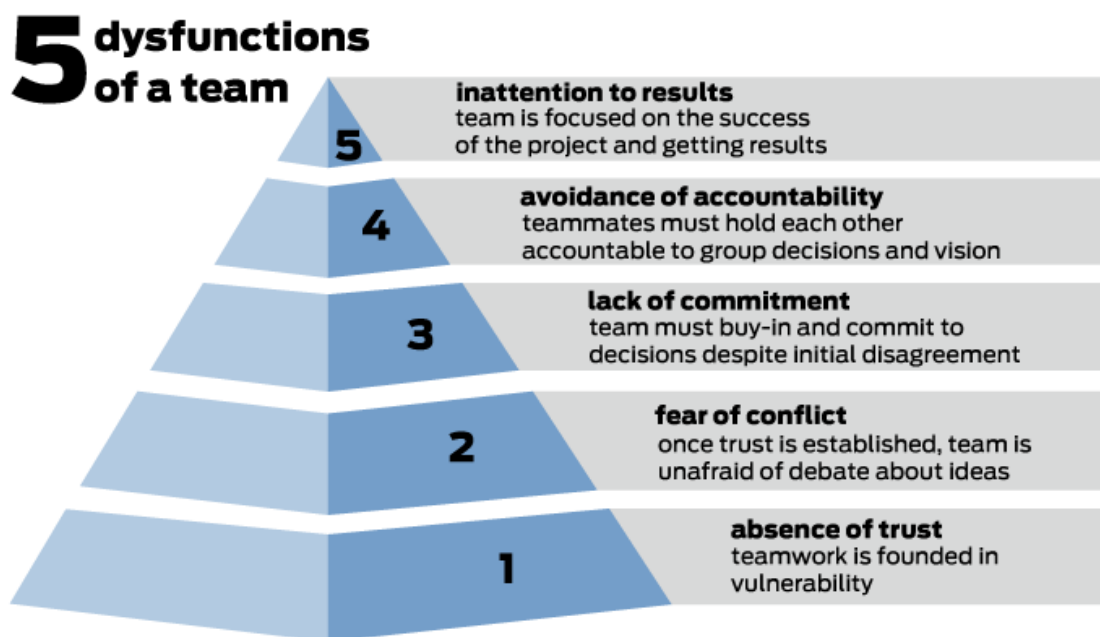 5 dysfunctions
of a team
5
inattention to results
team is focused on the success
of the project and getting results
4
avoidance of accountability
teammates must hold each other
accountable to group decisions and vision
3
lack of commitment
team must buy-in and commit to
decisions despite initial disagreement
2
fear of conflict
once trust is established, team is
unafraid of debate about ideas
1
absence of trust
teamwork is founded in
vulnerability